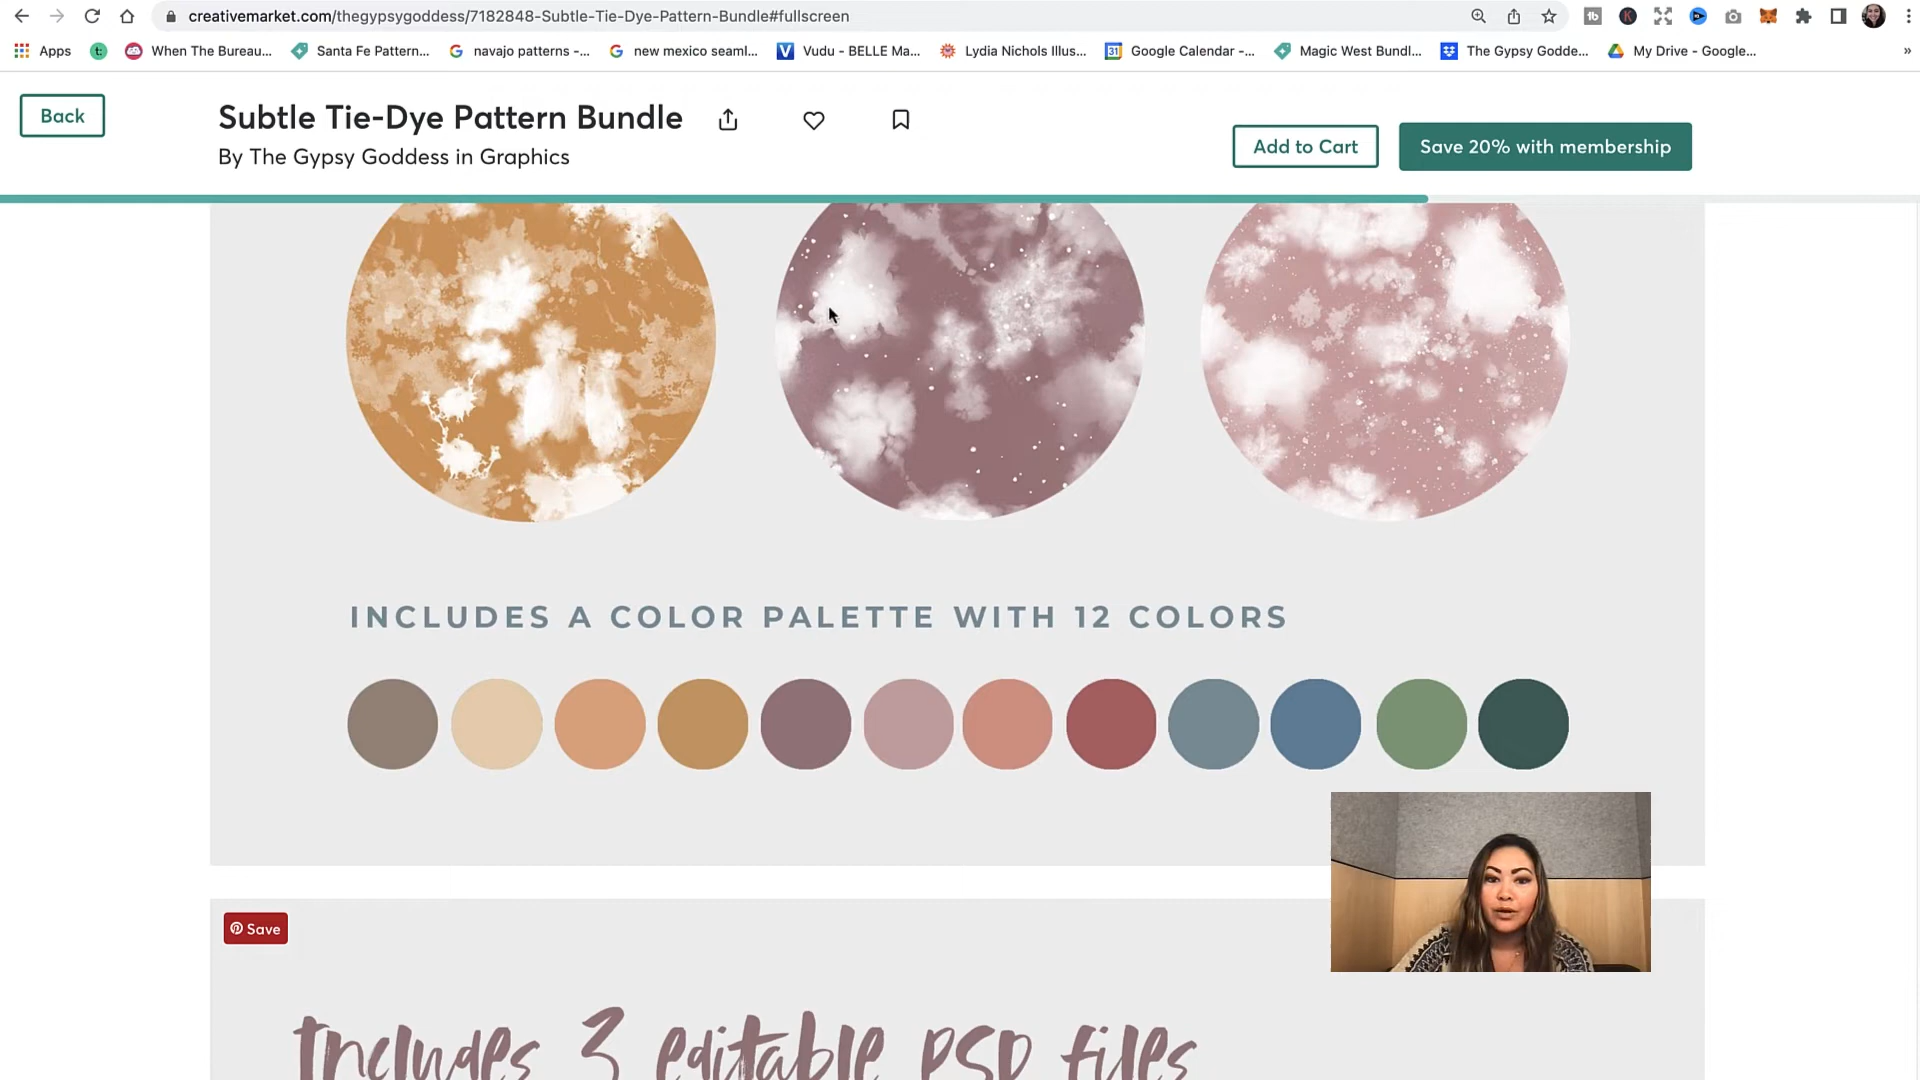 creativemarket.com/thegypsygoddess/7182848-Subtle-Tie-Dye-Pattern-Bundle#fullscreen
Apps
t:
When The Bureau...
Santa Fe Pattern...
navajo patterns -...
new mexico seaml...
Vudu - BELLE Ma...
Lydia Nichols Illus...
31
Google Calendar -...
Magic West Bundl...
The Gypsy Godde...
My Drive - Google...
»
Back
Subtle Tie-Dye Pattern Bundle
By The Gypsy Goddess in Graphics
Add to Cart
Save 20% with membership
INCLUDES A COLOR PALETTE WITH 12 COLORS
Save
Includes 3 editable PSD files